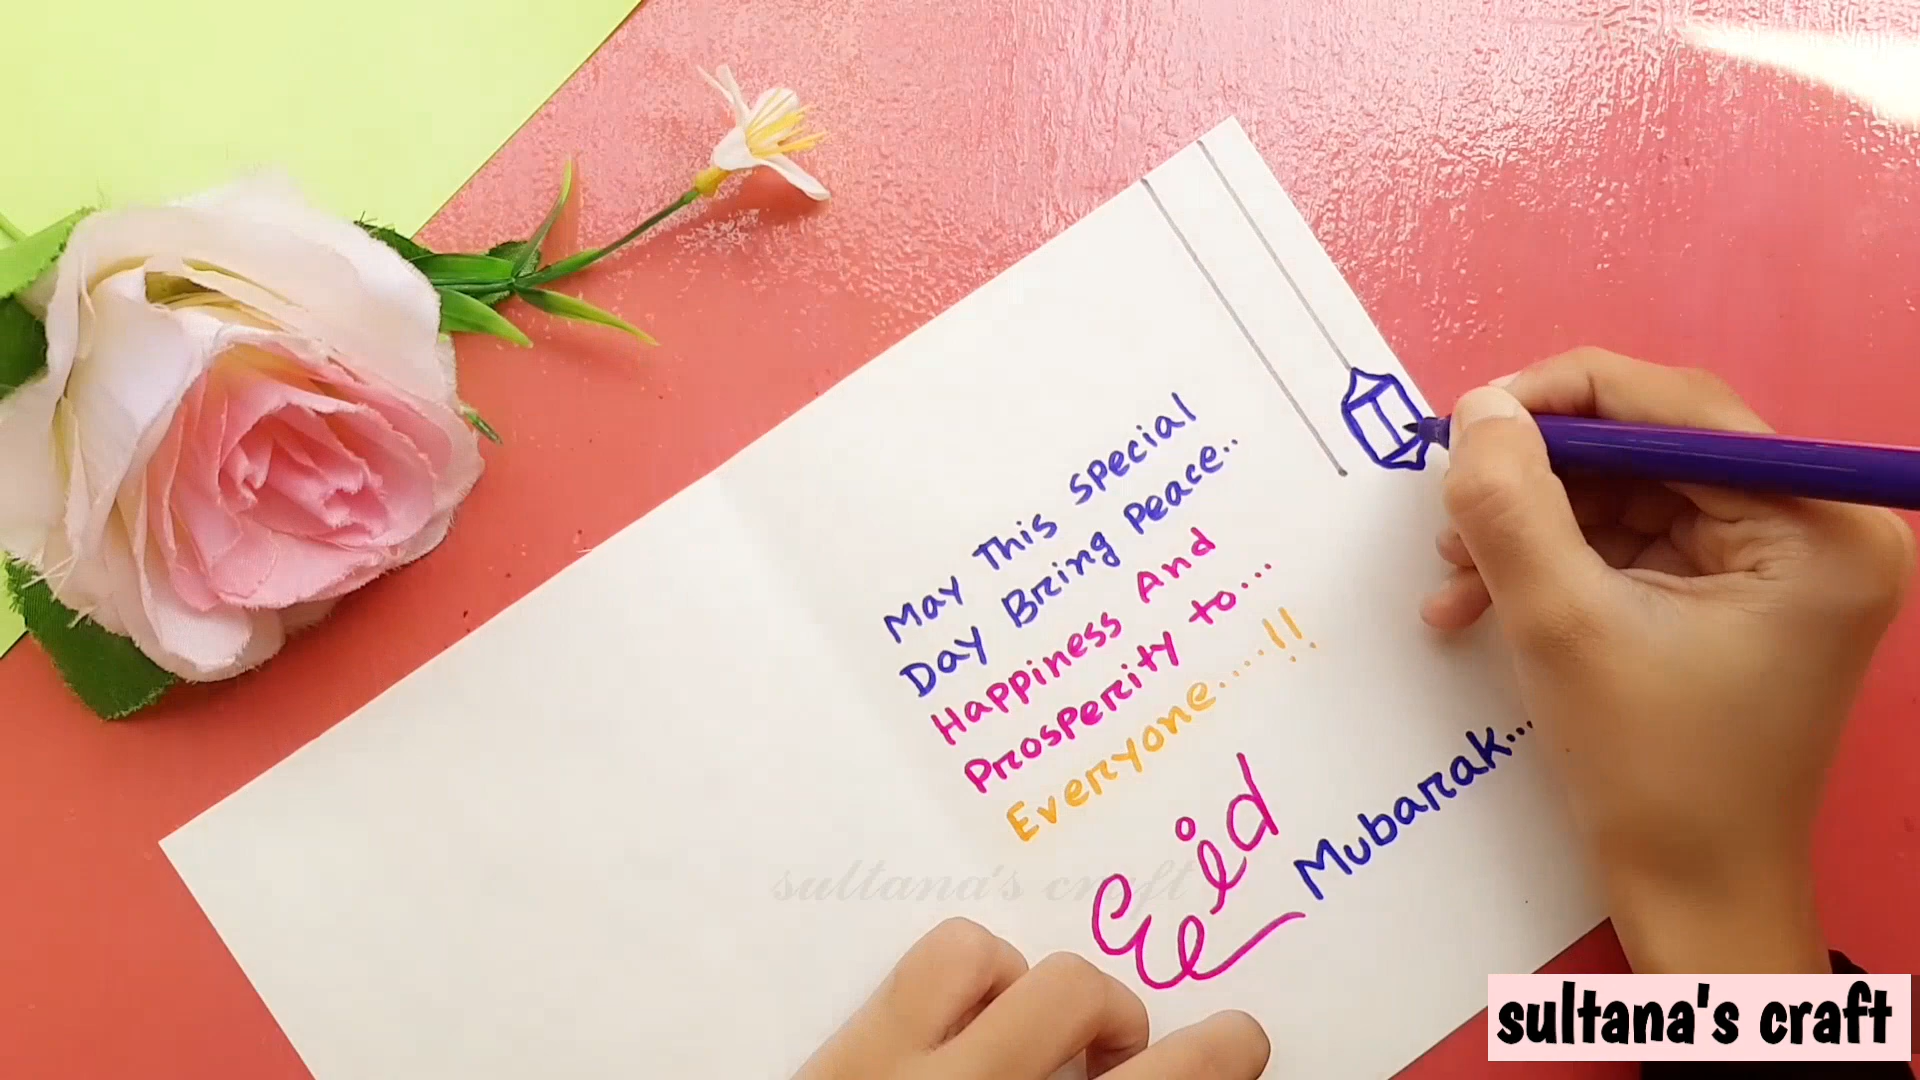 May This Special
Day Bring Peace..
Happiness And
Prosperity to....
Everyone.....!!
Eid
Mubarak...
sultana's craft
sultana's craft